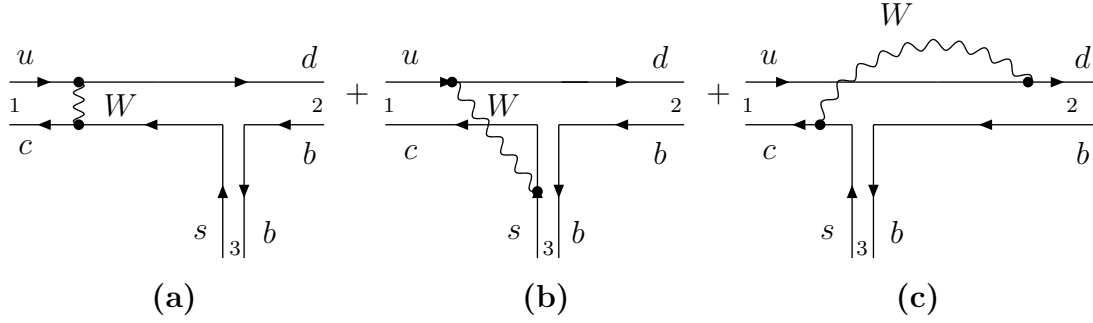 u W d + u W d + u W d
1 2 1 2 1 2
c b c b c b
s 3 b s 3 b s 3 b
(a) (b) (c)